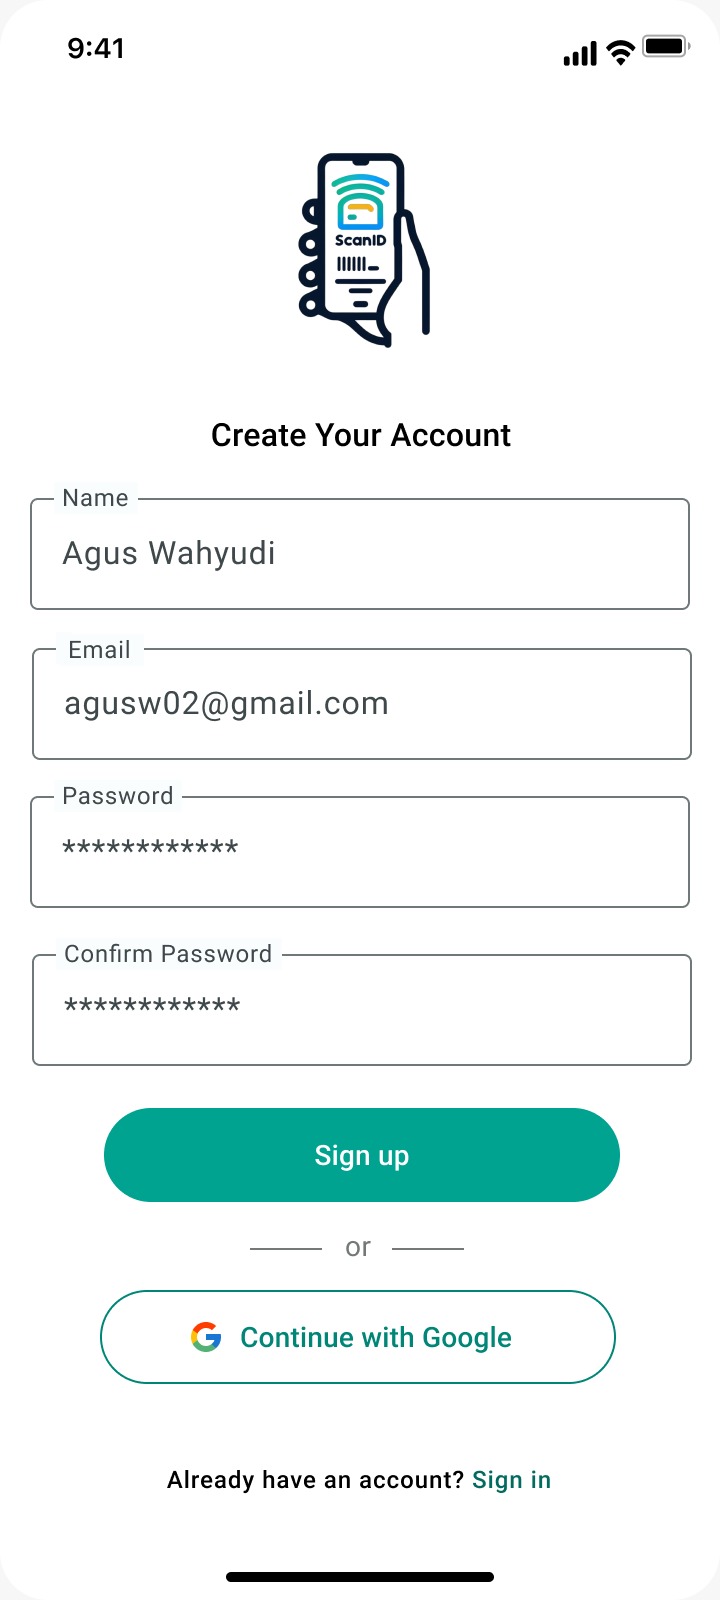 9:41
ScanID
Create Your Account
Name
Agus Wahyudi
Email
agusw02@gmail.com
Password
************
Confirm Password
************
Sign up
or
Continue with Google
Already have an account? Sign in